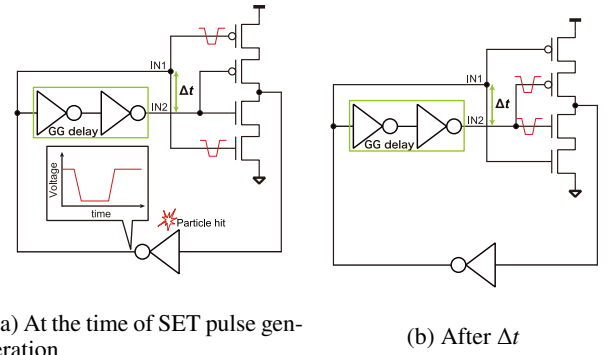 IN1
Δt
IN2
GG delay
Voltage
time
Particle hit
a) At the time of SET pulse gen-
eration
IN1
Δt
IN2
GG delay
(b) After Δt